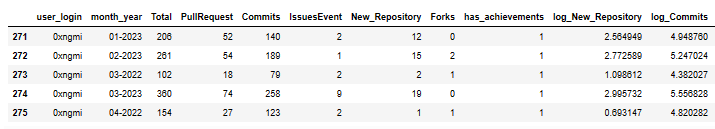 user_login month_year Total PullRequest Commits IssuesEvent New_Repository Forks has_achievements log_New_Repository log_Commits
271 0xngmi 01-2023 206 52 140 2 12 0 1 2.564949 4.948760
272 0xngmi 02-2023 261 54 189 1 15 2 1 2.772589 5.247024
273 0xngmi 03-2022 102 18 79 2 2 1 1 1.098612 4.382027
274 0xngmi 03-2023 360 74 258 9 19 0 1 2.995732 5.556828
275 0xngmi 04-2022 154 27 123 2 1 1 1 0.693147 4.820282